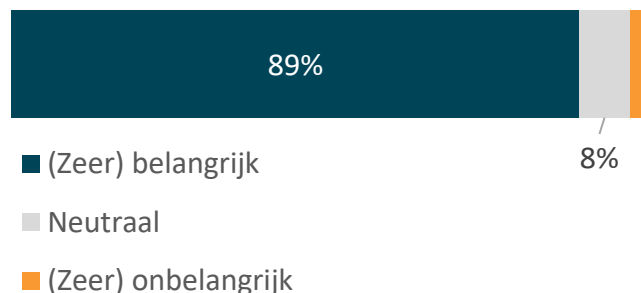 89%
8%
(Zeer) belangrijk
Neutraal
(Zeer) onbelangrijk